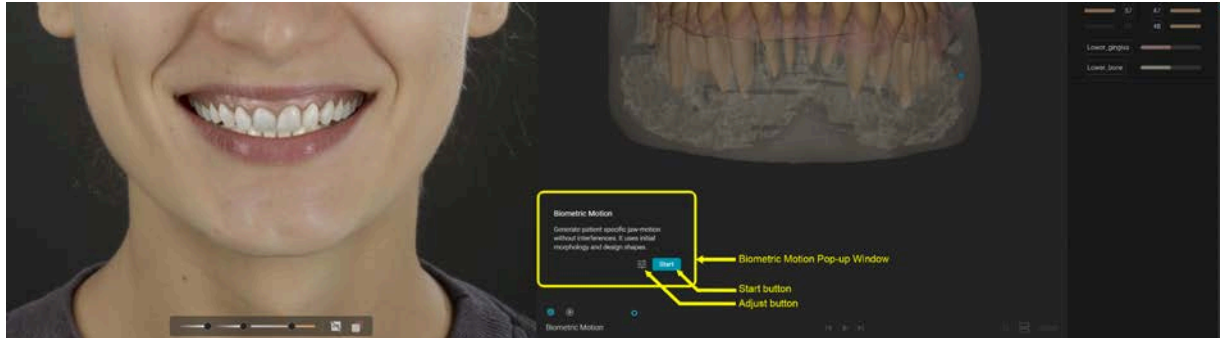 37 47
48
Lower_gingiva
Lower_bone
Biometric Motion
Generate patient specific jaw-motion
without interferences. It uses initial
morphology and design shapes.
Start
Biometric Motion Pop-up Window
Start button
Adjust button
Biometric Motion